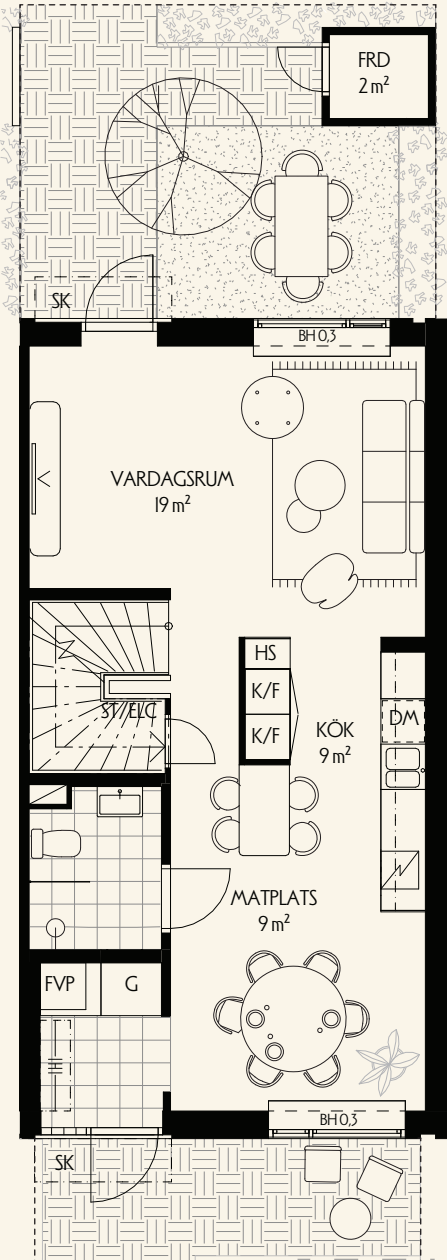 FRD
2 m²
SK
BH 0,3
VARDAGSRUM
19 m²
HS
K/F
ST/ELC
K/F
KÖK
9 m²
DM
MATPLATS
9 m²
FVP
G
BH 0,3
SK